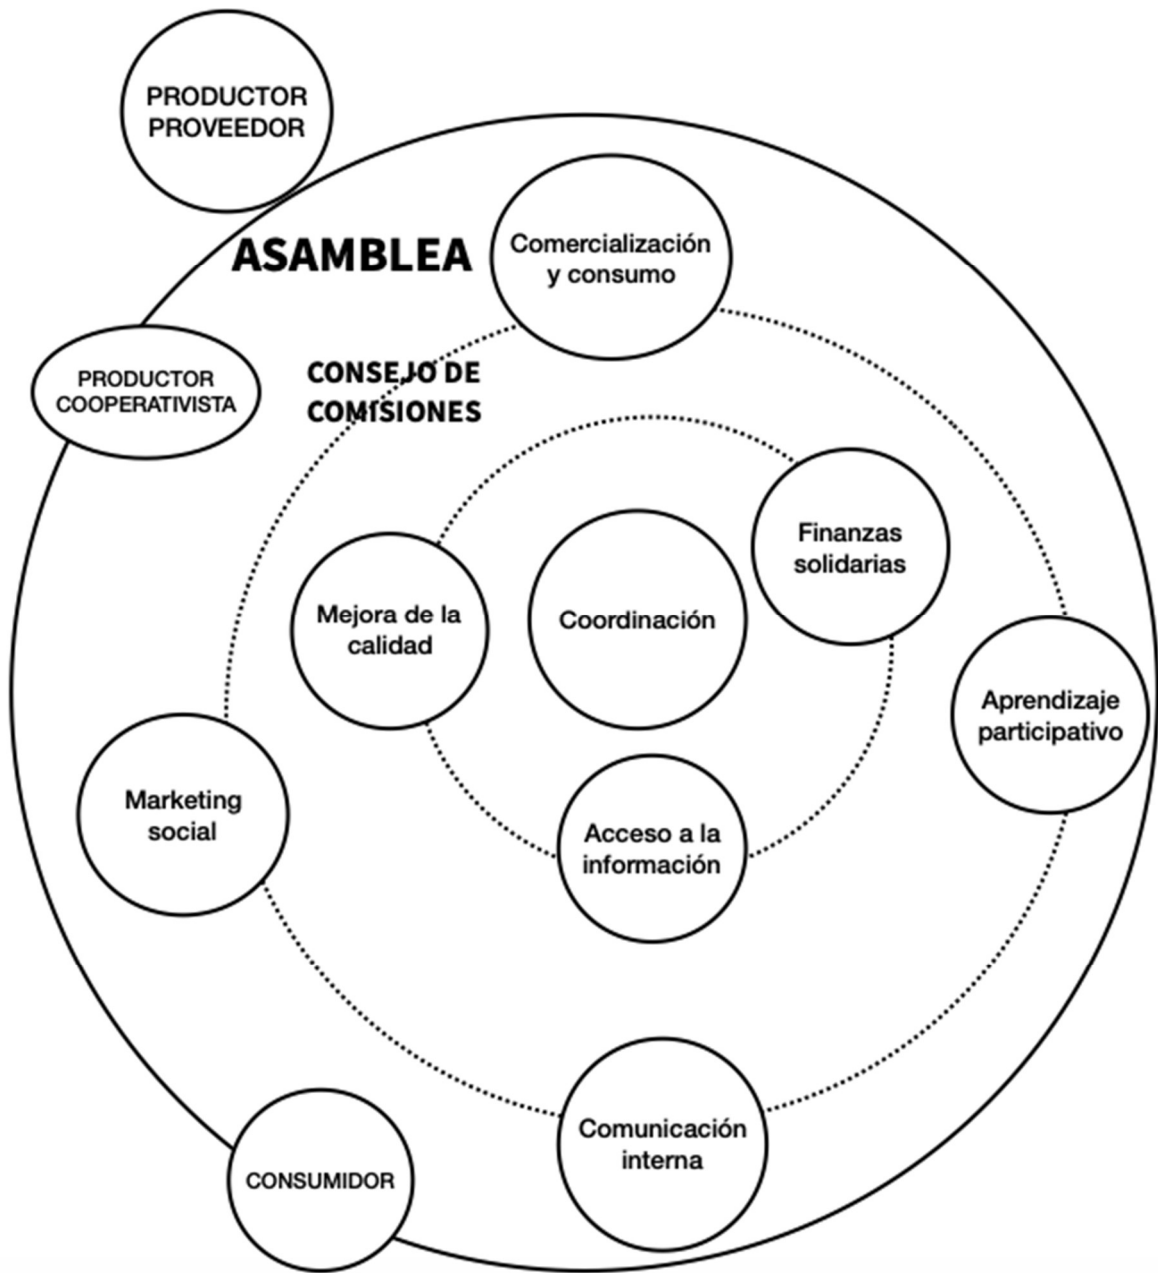 PRODUCTOR
PROVEEDOR
ASAMBLEA
Comercialización
y consumo
CONSEJO DE
COMISIONES
PRODUCTOR
COOPERATIVISTA
Finanzas
solidarias
Mejora de la
calidad
Coordinación
Aprendizaje
participativo
Marketing
social
Acceso a la
información
Comunicación
interna
CONSUMIDOR